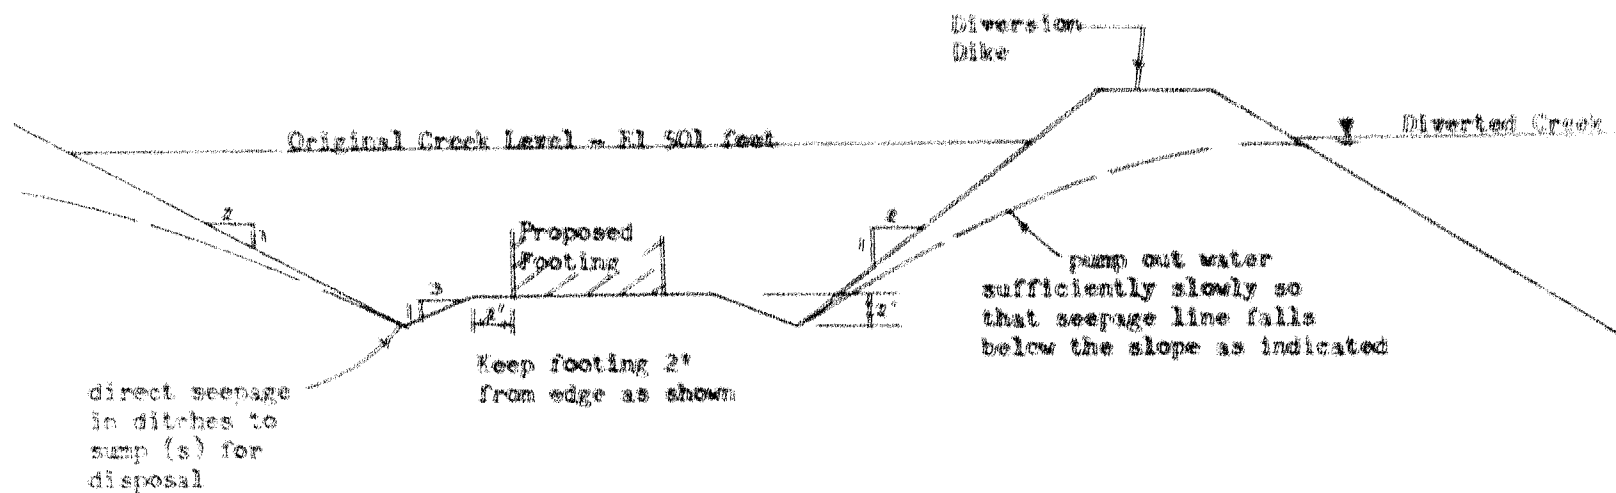 Diversion
Dike
Original Creek Level - El 501 feet
Diverted Creek
2
1
Proposed
Footing
2
1
3
1
2'
2'
pump out water
sufficiently slowly so
that seepage line falls
below the slope as indicated
Keep footing 2'
from edge as shown
direct seepage
in ditches to
sump (s) for
disposal